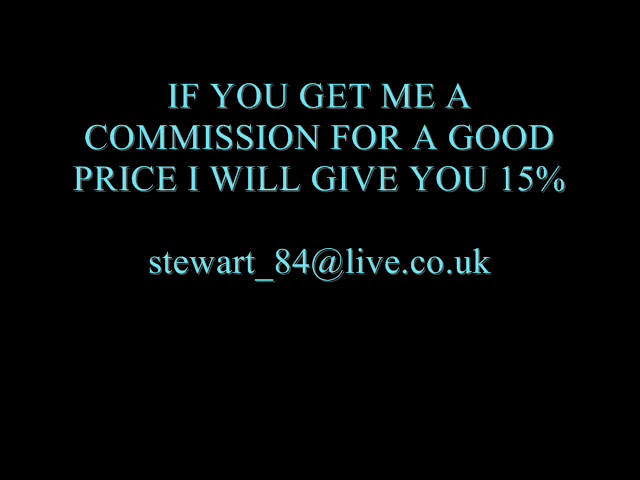 IF YOU GET ME A
COMMISSION FOR A GOOD
PRICE I WILL GIVE YOU 15%
stewart_84@live.co.uk